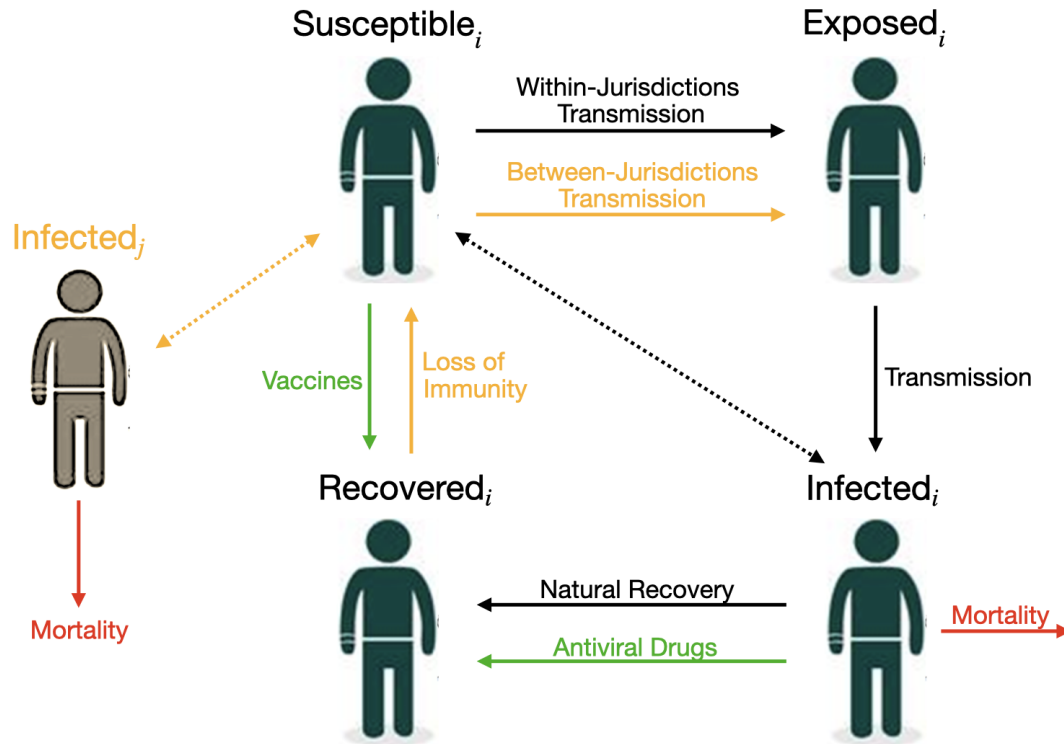 Susceptible_i
Exposed_i
Within-Jurisdictions
Transmission
Between-Jurisdictions
Transmission
Infected_j
Vaccines
Loss of
Immunity
Transmission
Recovered_i
Infected_i
Natural Recovery
Antiviral Drugs
Mortality
Mortality